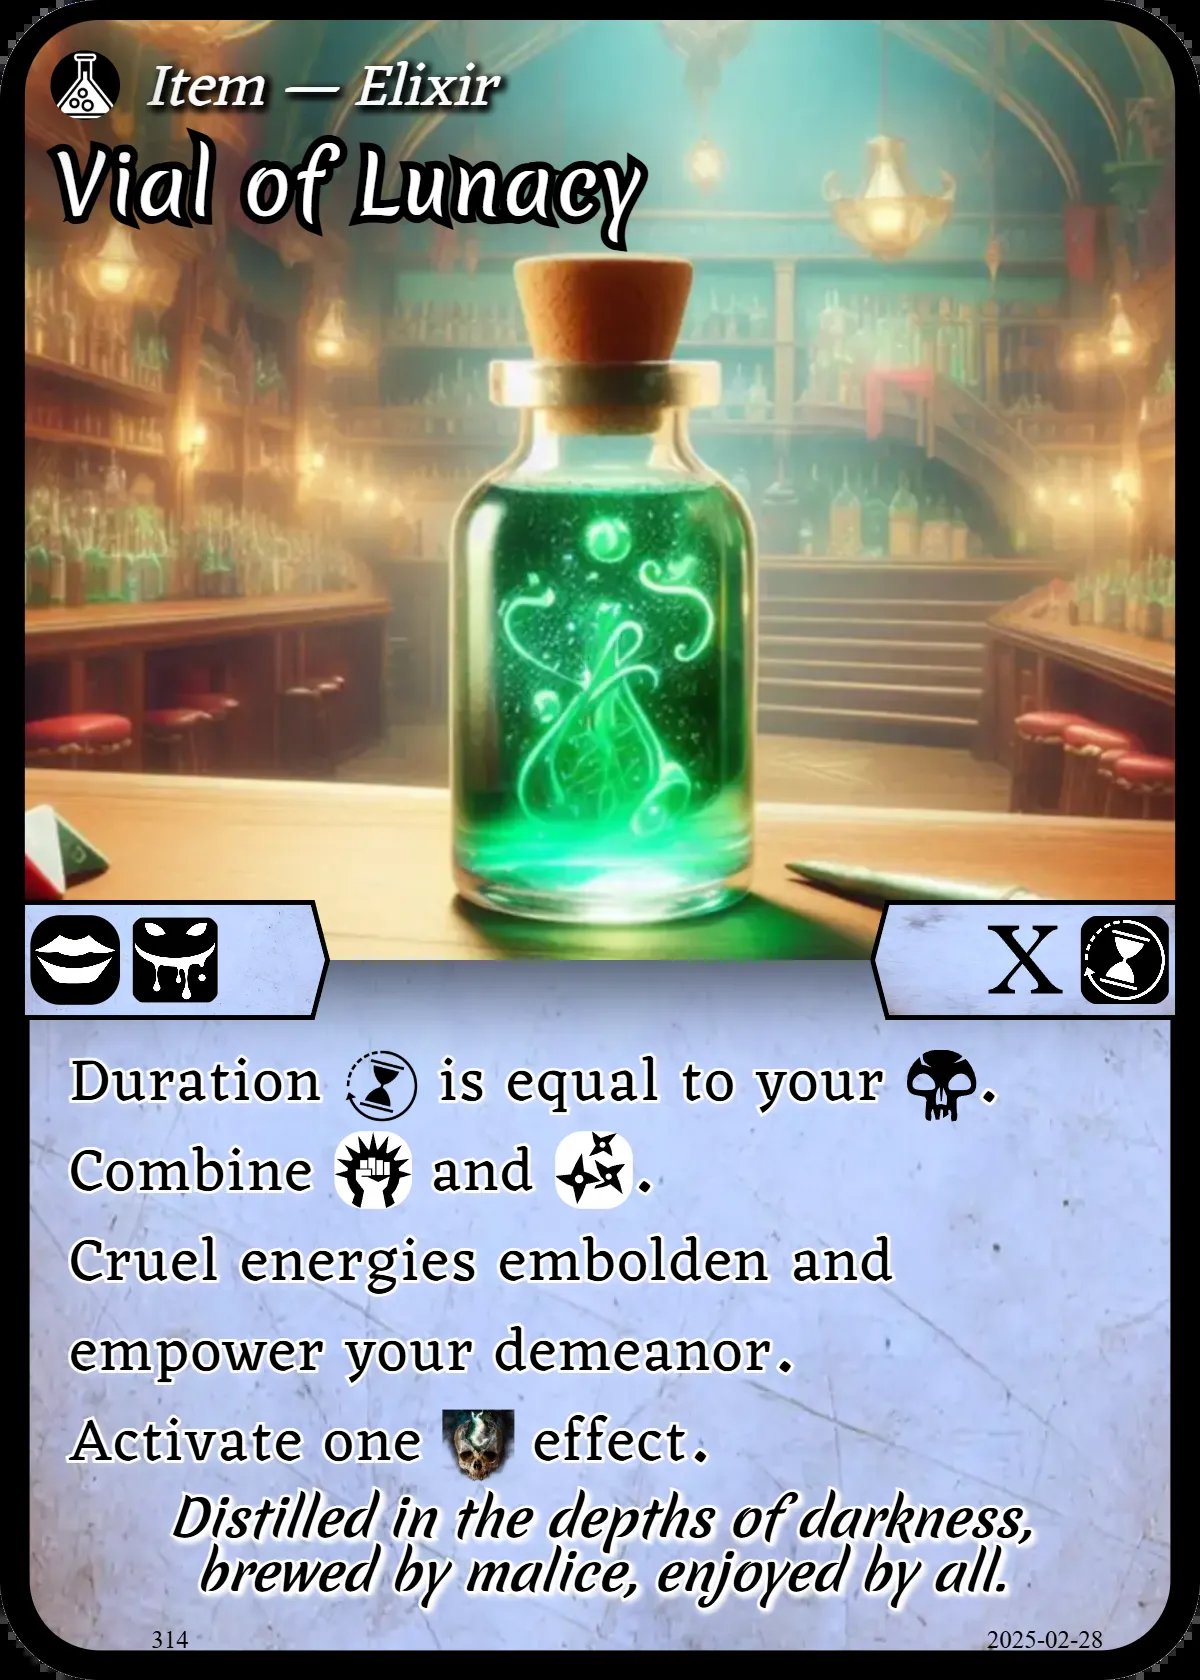 Item — Elixir
Vial of Lunacy
X
Duration is equal to your .
Combine and .
Cruel energies embolden and
empower your demeanor.
Activate one effect.
Distilled in the depths of darkness,
brewed by malice, enjoyed by all.
314
2025-02-28